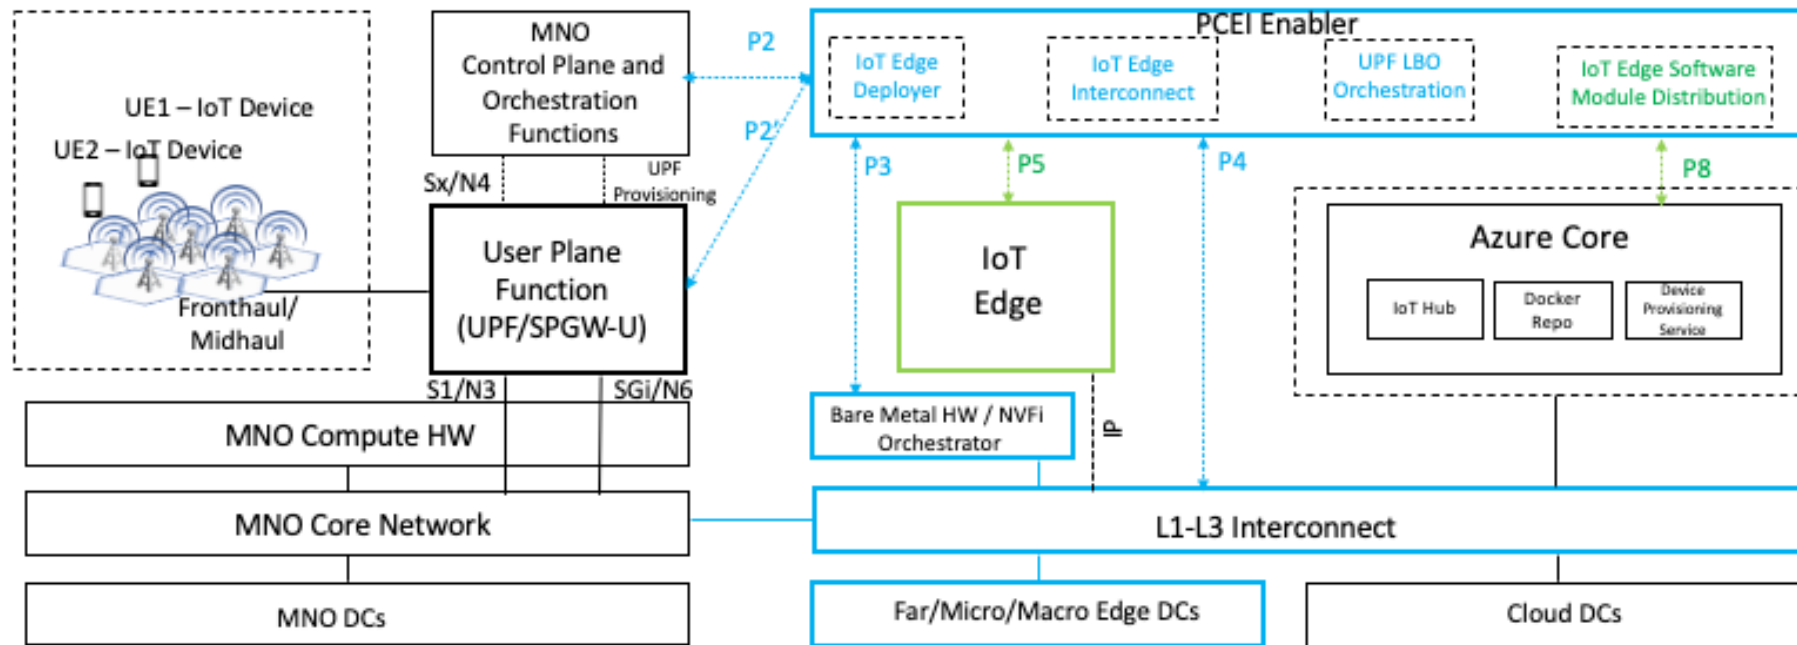 MNO
Control Plane and
Orchestration
Functions
P2
P2'
PCEI Enabler
IoT Edge
Deployer
IoT Edge
Interconnect
UPF LBO
Orchestration
IoT Edge Software
Module Distribution
UE1 – IoT Device
UE2 – IoT Device
Fronthaul/
Midhaul
Sx/N4
UPF
Provisioning
P3
P5
P4
P8
User Plane
Function
(UPF/SPGW-U)
IoT
Edge
Azure Core
IoT Hub
Docker
Repo
Device
Provisioning
Service
S1/N3
SGi/N6
Bare Metal HW / NVFi
Orchestrator
IP
MNO Compute HW
MNO Core Network
L1-L3 Interconnect
MNO DCs
Far/Micro/Macro Edge DCs
Cloud DCs